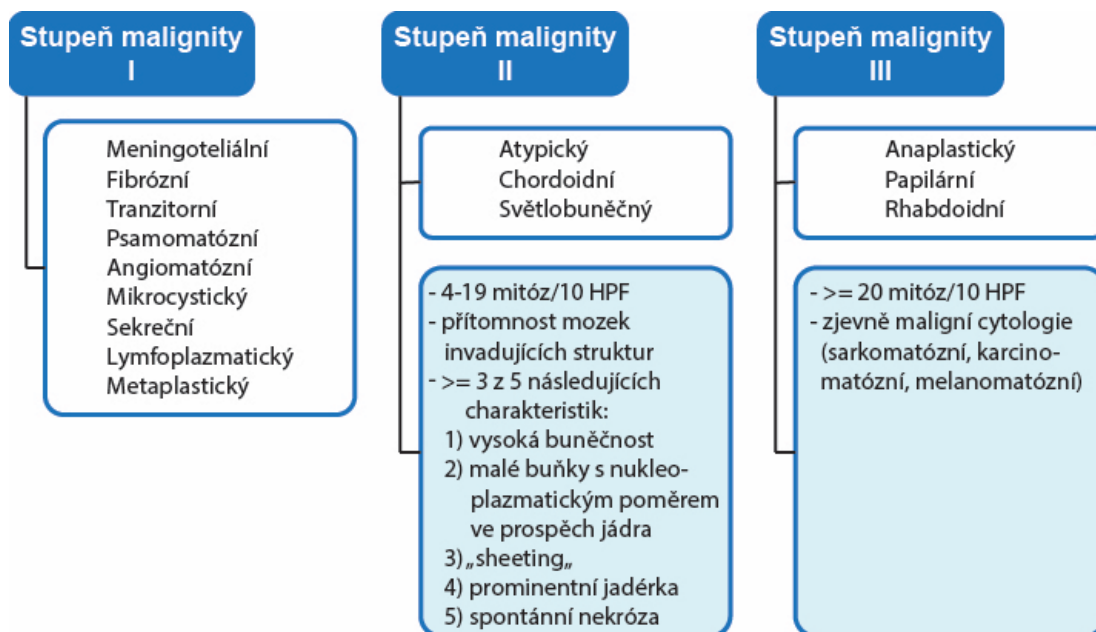 Stupeň malignity
I
Meningoteliální
Fibrózní
Tranzitorní
Psamomatózní
Angiomatózní
Mikrocystický
Sekreční
Lymfoplazmatický
Metaplastický
Stupeň malignity
II
Atypický
Chordoidní
Světlobuněčný
- 4-19 mitóz/10 HPF
- přítomnost mozek
invadujících struktur
- >= 3 z 5 následujících
charakteristik:
1) vysoká buněčnost
2) malé buňky s nukleo-
plazmatickým poměrem
ve prospěch jádra
3) „sheeting„
4) prominentní jadérka
5) spontánní nekróza
Stupeň malignity
III
Anaplastický
Papilární
Rhabdoidní
- >= 20 mitóz/10 HPF
- zjevně maligní cytologie
(sarkomatózní, karcino-
matózní, melanomatózní)